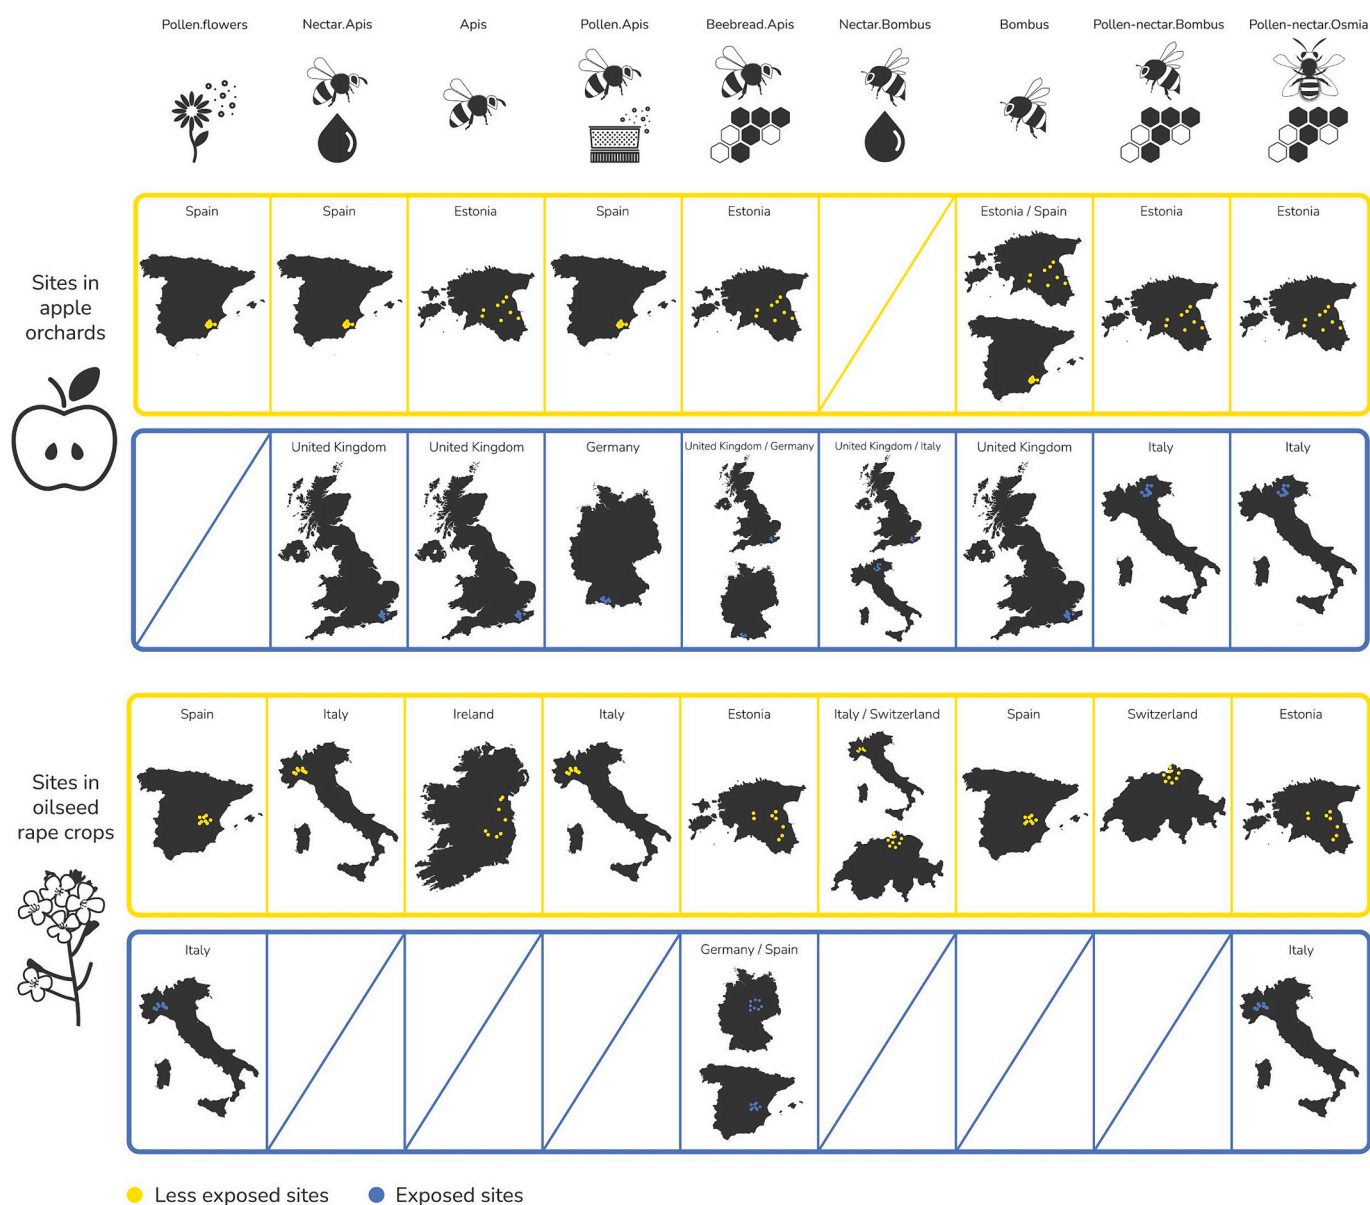 Pollen.flowers
Nectar.Apis
Apis
Pollen.Apis
Beebread.Apis
Nectar.Bombus
Bombus
Pollen-nectar.Bombus
Pollen-nectar.Osmia
Sites in
apple
orchards
Spain
Spain
Estonia
Spain
Estonia
Estonia / Spain
Estonia
Estonia
United Kingdom
United Kingdom
Germany
United Kingdom / Germany
United Kingdom / Italy
United Kingdom
Italy
Italy
Sites in
oilseed
rape crops
Spain
Italy
Ireland
Italy
Estonia
Italy / Switzerland
Spain
Switzerland
Estonia
Italy
Germany / Spain
Italy
Less exposed sites
Exposed sites